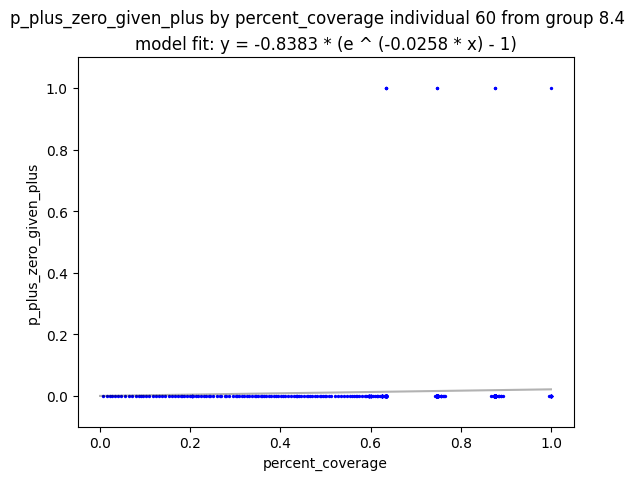 p_plus_zero_given_plus by percent_coverage individual 60 from group 8.4
model fit: y = -0.8383 * (e ^ (-0.0258 * x) - 1)
1.0
0.8
0.6
0.4
0.2
0.0
p_plus_zero_given_plus
0.0 0.2 0.4 0.6 0.8 1.0
percent_coverage